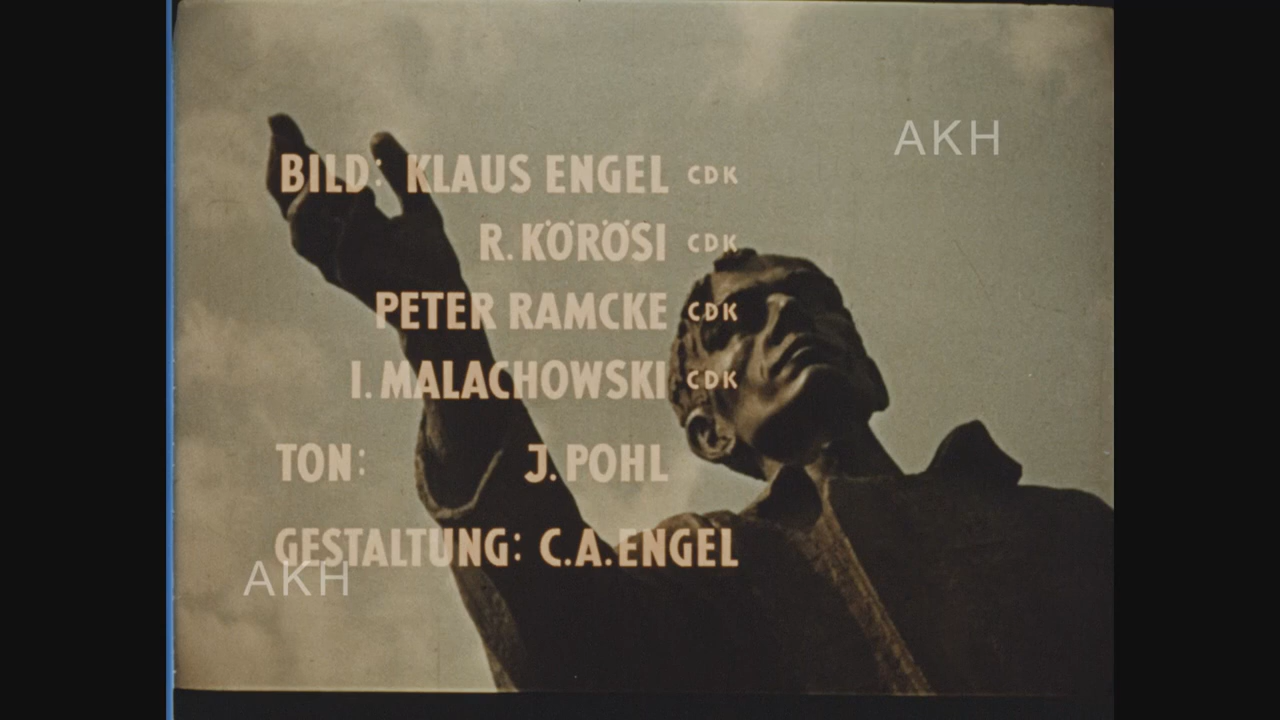 AKH
BILD: KLAUS ENGEL CDK
R. KÖRÖSI CDK
PETER RAMCKE CDK
I. MALACHOWSKI CDK
TON: J. POHL
GESTALTUNG: C.A. ENGEL
AKH